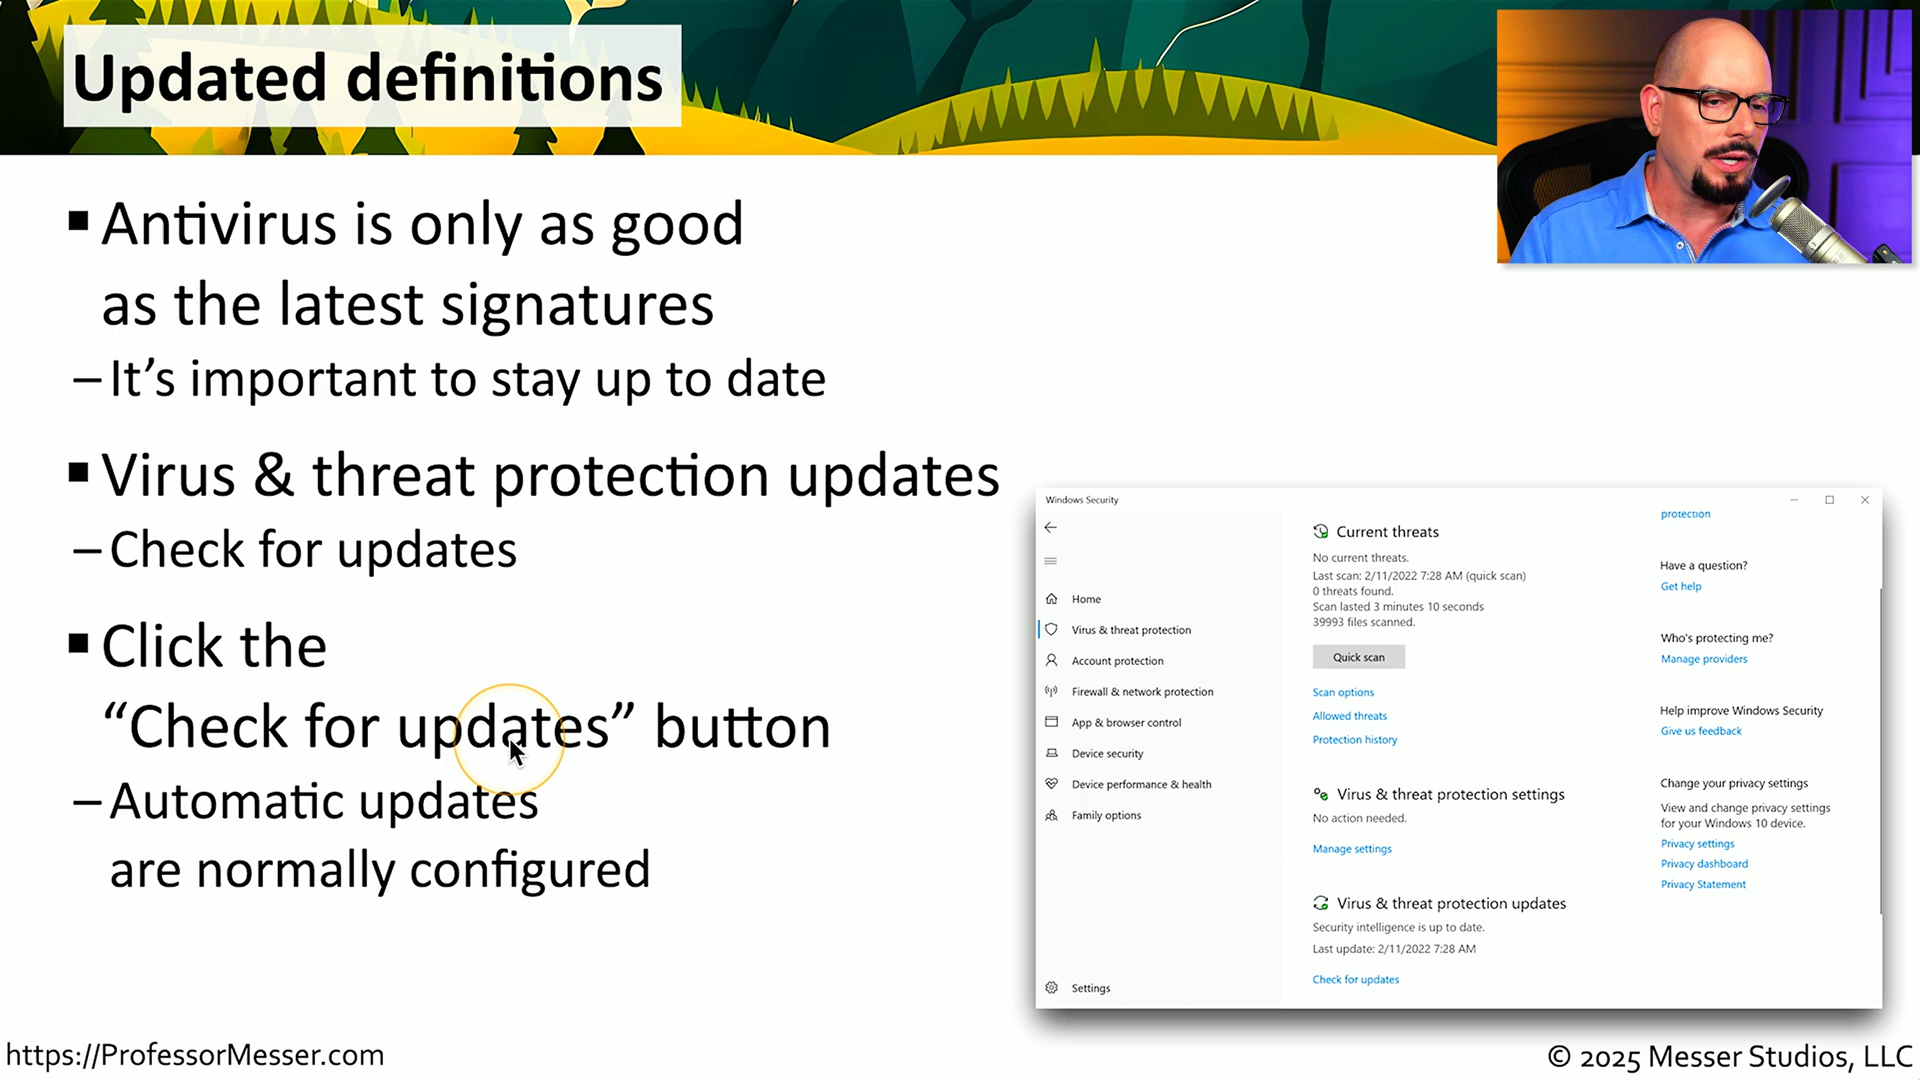 Updated definitions
▪ Antivirus is only as good
as the latest signatures
– It’s important to stay up to date
▪ Virus & threat protection updates
– Check for updates
▪ Click the
“Check for updates” button
– Automatic updates
are normally configured
Windows Security
Home
Virus & threat protection
Account protection
Firewall & network protection
App & browser control
Device security
Device performance & health
Family options
Settings
Current threats
No current threats.
Last scan: 2/11/2022 7:28 AM (quick scan)
0 threats found.
Scan lasted 3 minutes 10 seconds
39993 files scanned.
Quick scan
Scan options
Allowed threats
Protection history
Virus & threat protection settings
No action needed.
Manage settings
Virus & threat protection updates
Security intelligence is up to date.
Last update: 2/11/2022 7:28 AM
Check for updates
protection
Have a question?
Get help
Who's protecting me?
Manage providers
Help improve Windows Security
Give us feedback
Change your privacy settings
View and change privacy settings
for your Windows 10 device.
Privacy settings
Privacy dashboard
Privacy Statement
https://ProfessorMesser.com
© 2025 Messer Studios, LLC